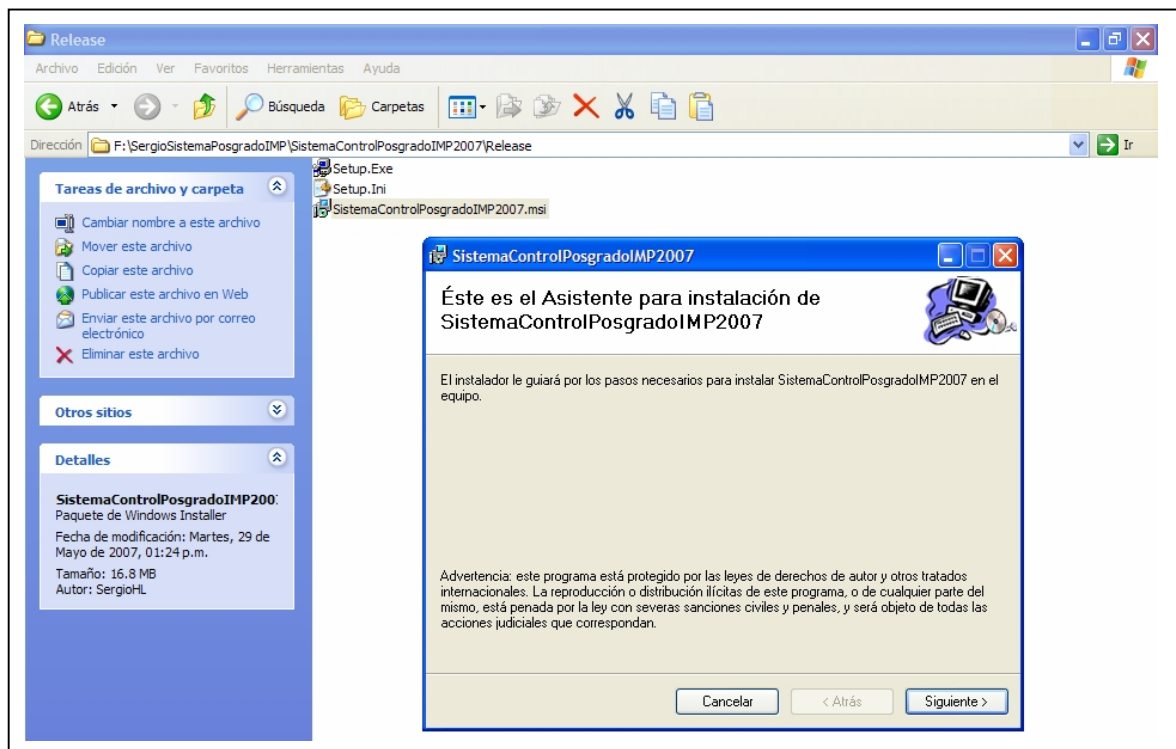 Release
Archivo Edición Ver Favoritos Herramientas Ayuda
Atrás Búsqueda Carpetas
Dirección F:\SergioSistemaPosgradoIMP\SistemaControlPosgradoIMP2007\Release Ir
Tareas de archivo y carpeta
Cambiar nombre a este archivo
Mover este archivo
Copiar este archivo
Publicar este archivo en Web
Enviar este archivo por correo
electrónico
Eliminar este archivo
Otros sitios
Detalles
SistemaControlPosgradoIMP200
Paquete de Windows Installer
Fecha de modificación: Martes, 29 de
Mayo de 2007, 01:24 p.m.
Tamaño: 16.8 MB
Autor: SergioHL
Setup.Exe
Setup.Ini
SistemaControlPosgradoIMP2007.msi
SistemaControlPosgradoIMP2007
Éste es el Asistente para instalación de
SistemaControlPosgradoIMP2007
El instalador le guiará por los pasos necesarios para instalar SistemaControlPosgradoIMP2007 en el
equipo.
Advertencia: este programa está protegido por las leyes de derechos de autor y otros tratados
internacionales. La reproducción o distribución ilícitas de este programa, o de cualquier parte del
mismo, está penada por la ley con severas sanciones civiles y penales, y será objeto de todas las
acciones judiciales que correspondan.
Cancelar < Atrás Siguiente >